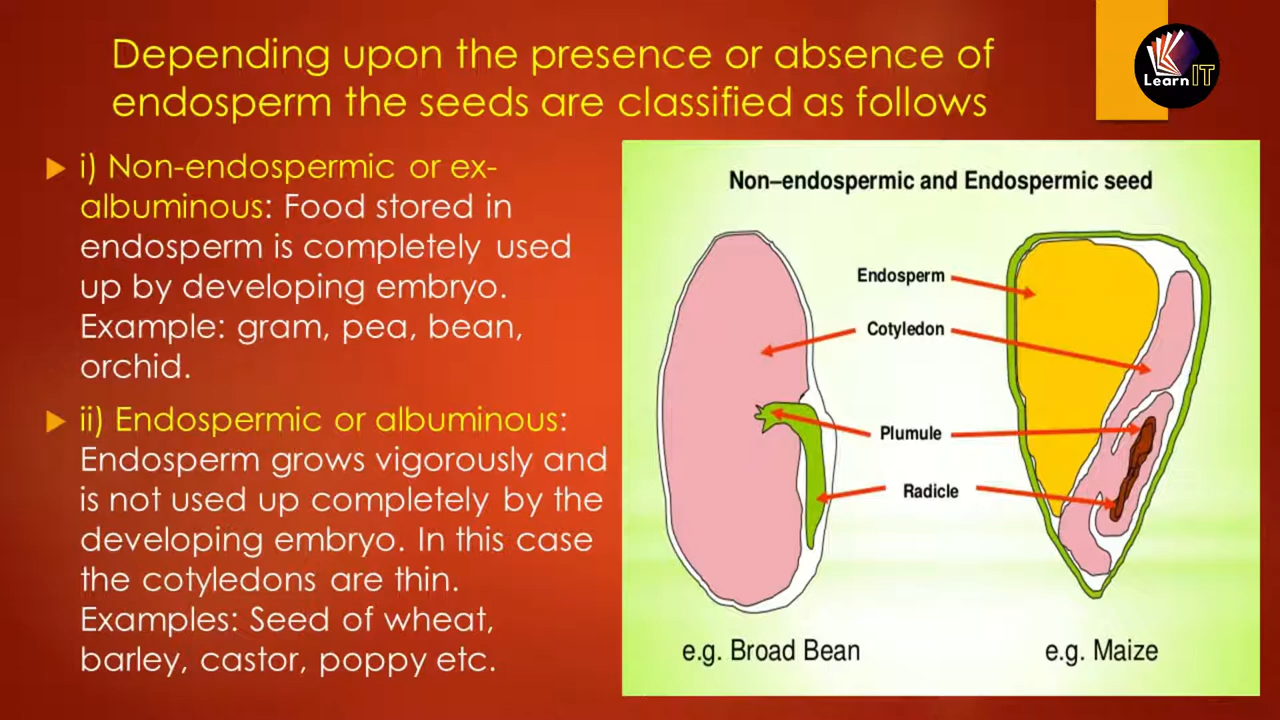 Depending upon the presence or absence of
endosperm the seeds are classified as follows
Learn IT
i) Non-endospermic or ex-
albuminous: Food stored in
endosperm is completely used
up by developing embryo.
Example: gram, pea, bean,
orchid.
ii) Endospermic or albuminous:
Endosperm grows vigorously and
is not used up completely by the
developing embryo. In this case
the cotyledons are thin.
Examples: Seed of wheat,
barley, castor, poppy etc.
Non–endospermic and Endospermic seed
Endosperm
Cotyledon
Plumule
Radicle
e.g. Broad Bean
e.g. Maize